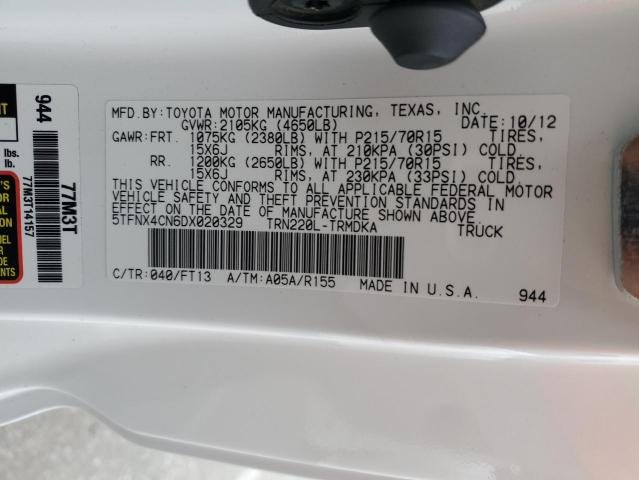 MFD.BY:TOYOTA MOTOR MANUFACTURING, TEXAS, INC.
GVWR:2105KG (4650LB) DATE:10/12
GAWR:FRT. 1075KG (2380LB) WITH P215/70R15 TIRES,
15X6J RIMS, AT 210KPA (30PSI) COLD
RR. 1200KG (2650LB) WITH P215/70R15 TIRES,
15X6J RIMS, AT 230KPA (33PSI) COLD
THIS VEHICLE CONFORMS TO ALL APPLICABLE FEDERAL MOTOR
VEHICLE SAFETY AND THEFT PREVENTION STANDARDS IN
EFFECT ON THE DATE OF MANUFACTURE SHOWN ABOVE.
5TFNX4CN6DX020329 TRN220L-TRMDKA TRUCK
C/TR:040/FT13 A/TM:A05A/R155 MADE IN U.S.A. 944
944
77M3T
77M3T14157
lbs.
lb.